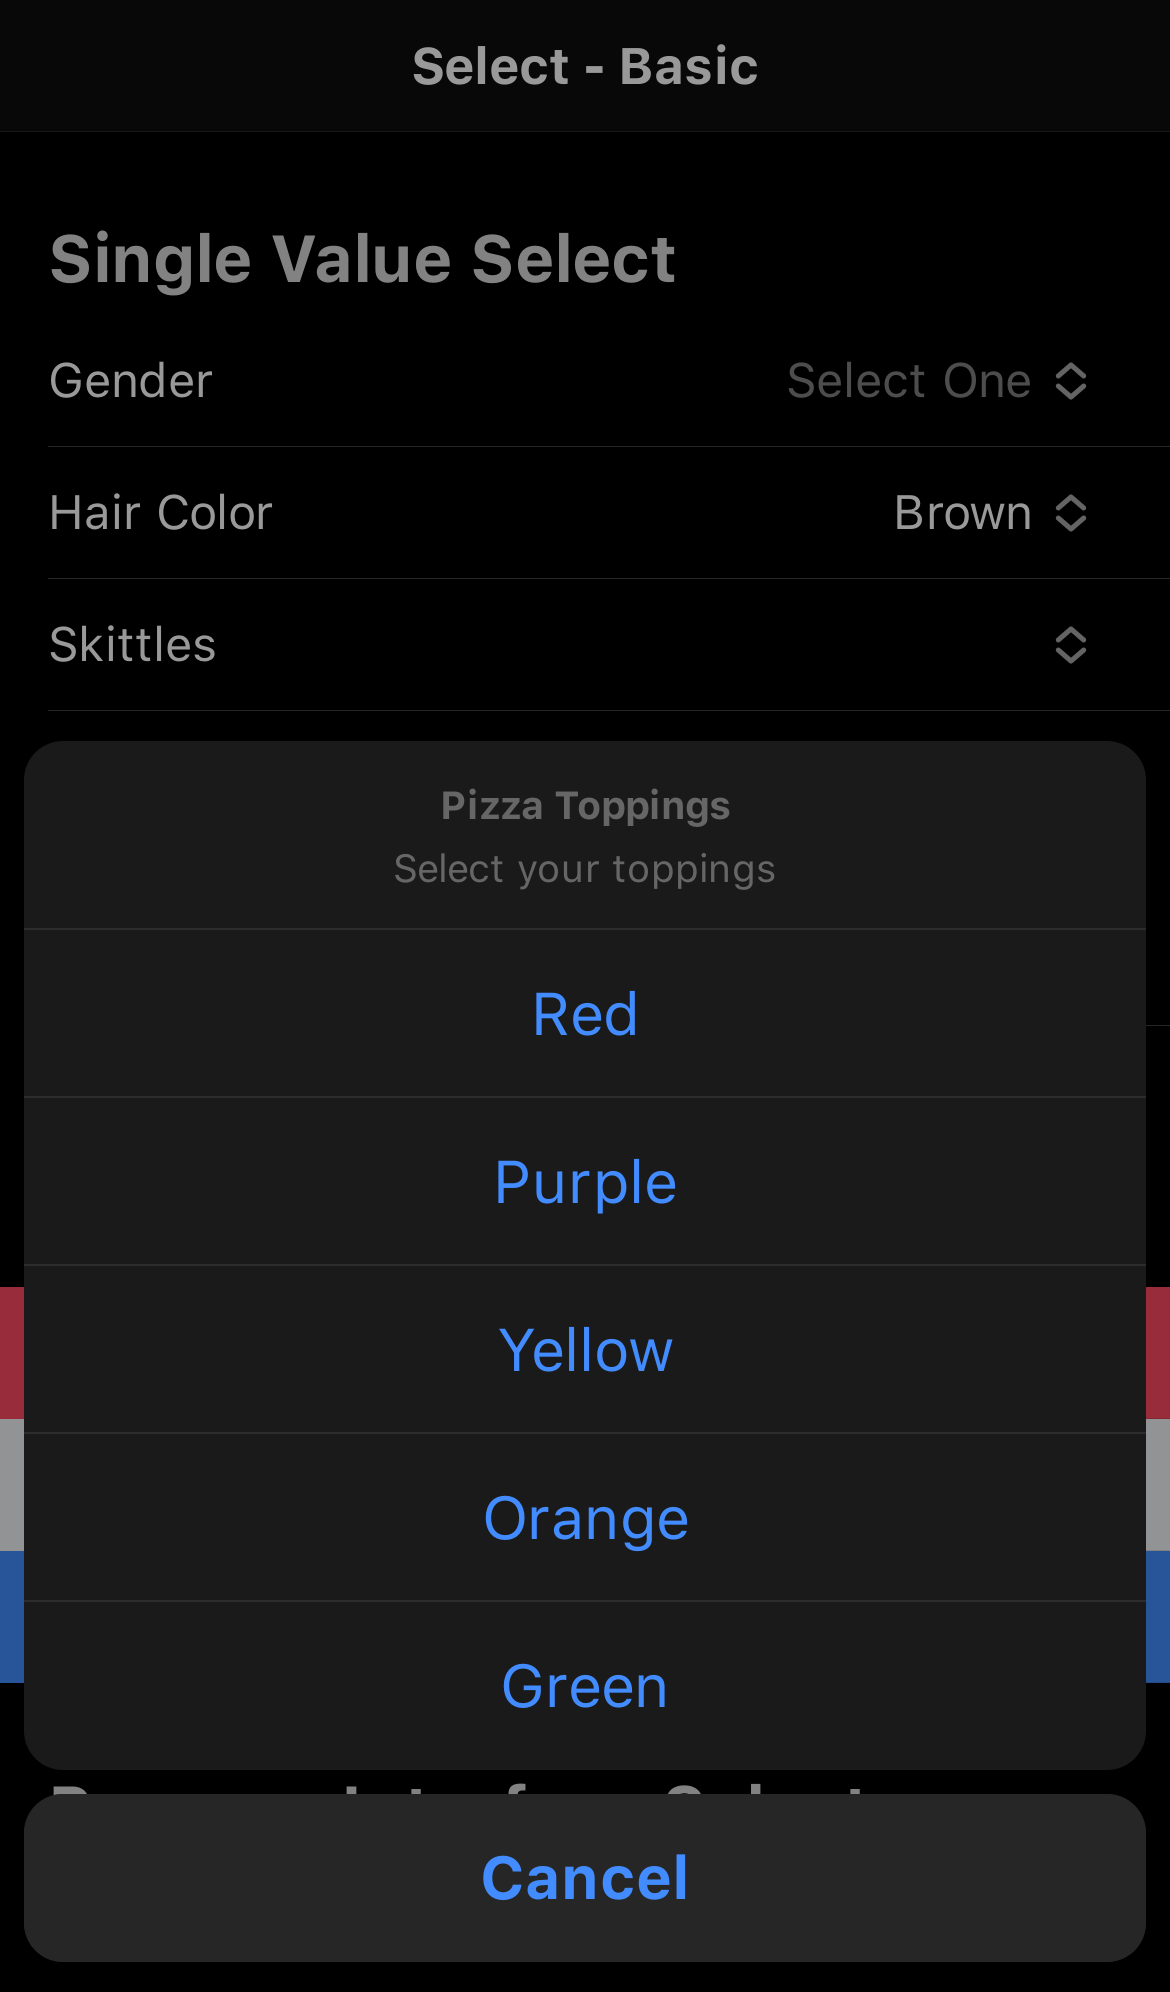 Select - Basic
Single Value Select
Gender
Select One
Hair Color
Brown
Skittles
Pizza Toppings
Select your toppings
Red
Purple
Yellow
Orange
Green
Cancel